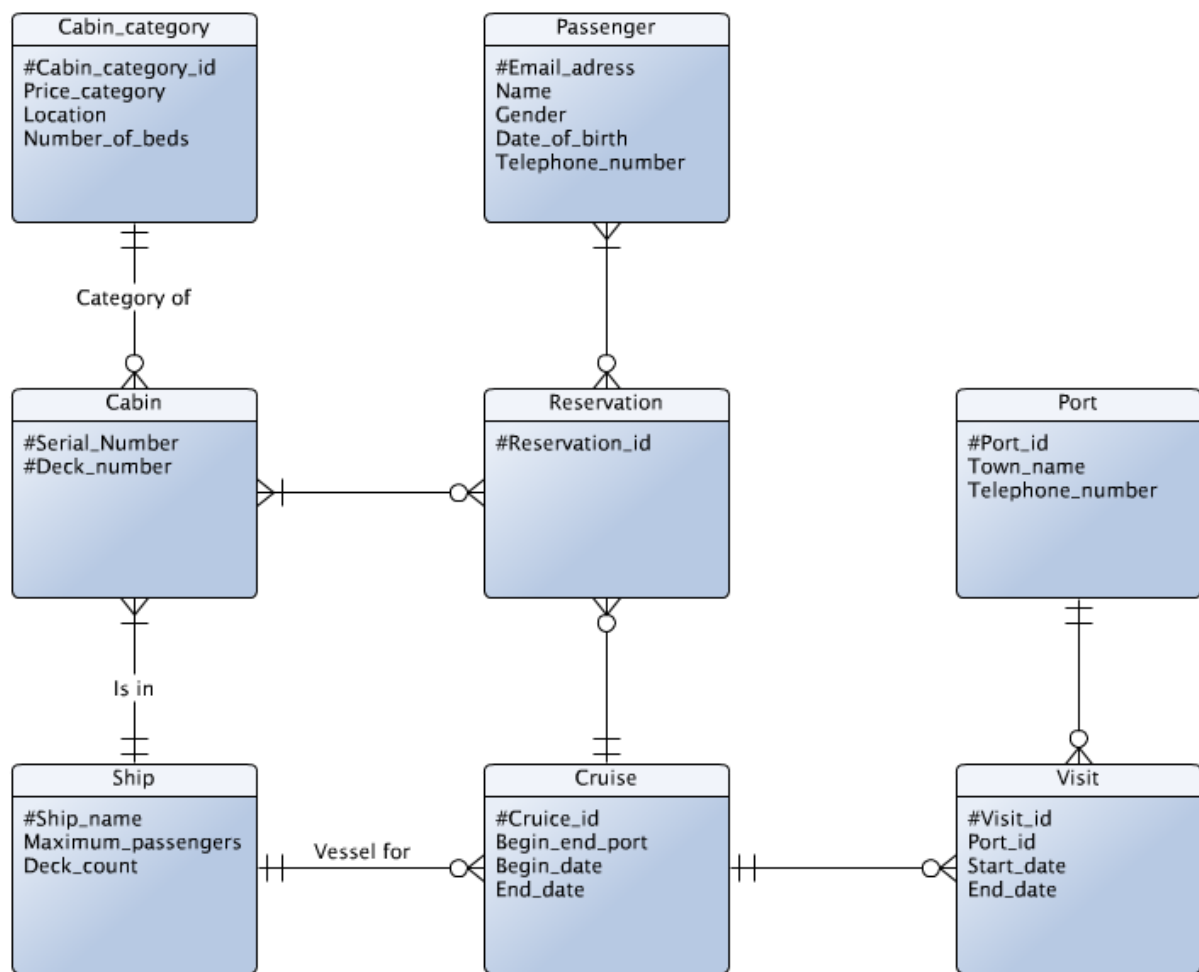 Cabin_category
#Cabin_category_id
Price_category
Location
Number_of_beds
Passenger
#Email_adress
Name
Gender
Date_of_birth
Telephone_number
Category of
Cabin
#Serial_Number
#Deck_number
Reservation
#Reservation_id
Port
#Port_id
Town_name
Telephone_number
Is in
Ship
#Ship_name
Maximum_passengers
Deck_count
Vessel for
Cruise
#Cruice_id
Begin_end_port
Begin_date
End_date
Visit
#Visit_id
Port_id
Start_date
End_date